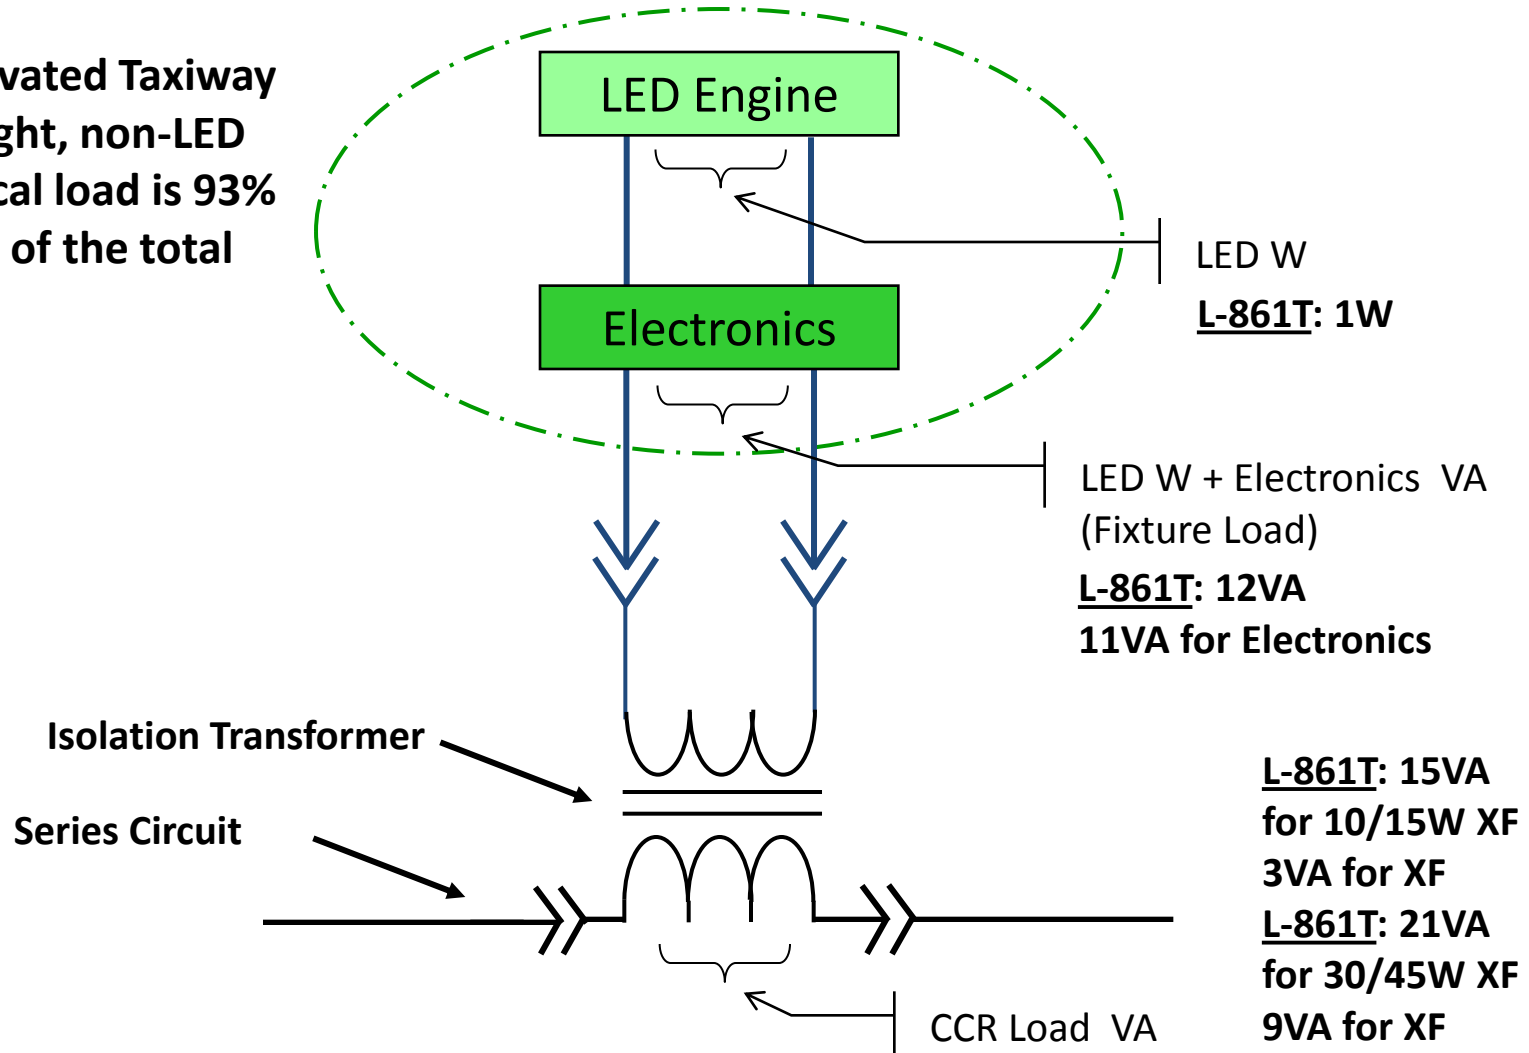 vated Taxiway
ght, non-LED
cal load is 93%
of the total
LED Engine
LED W
L-861T: 1W
Electronics
LED W + Electronics VA
(Fixture Load)
L-861T: 12VA
11VA for Electronics
Isolation Transformer
Series Circuit
L-861T: 15VA
for 10/15W XF
3VA for XF
L-861T: 21VA
for 30/45W XF
9VA for XF
CCR Load VA